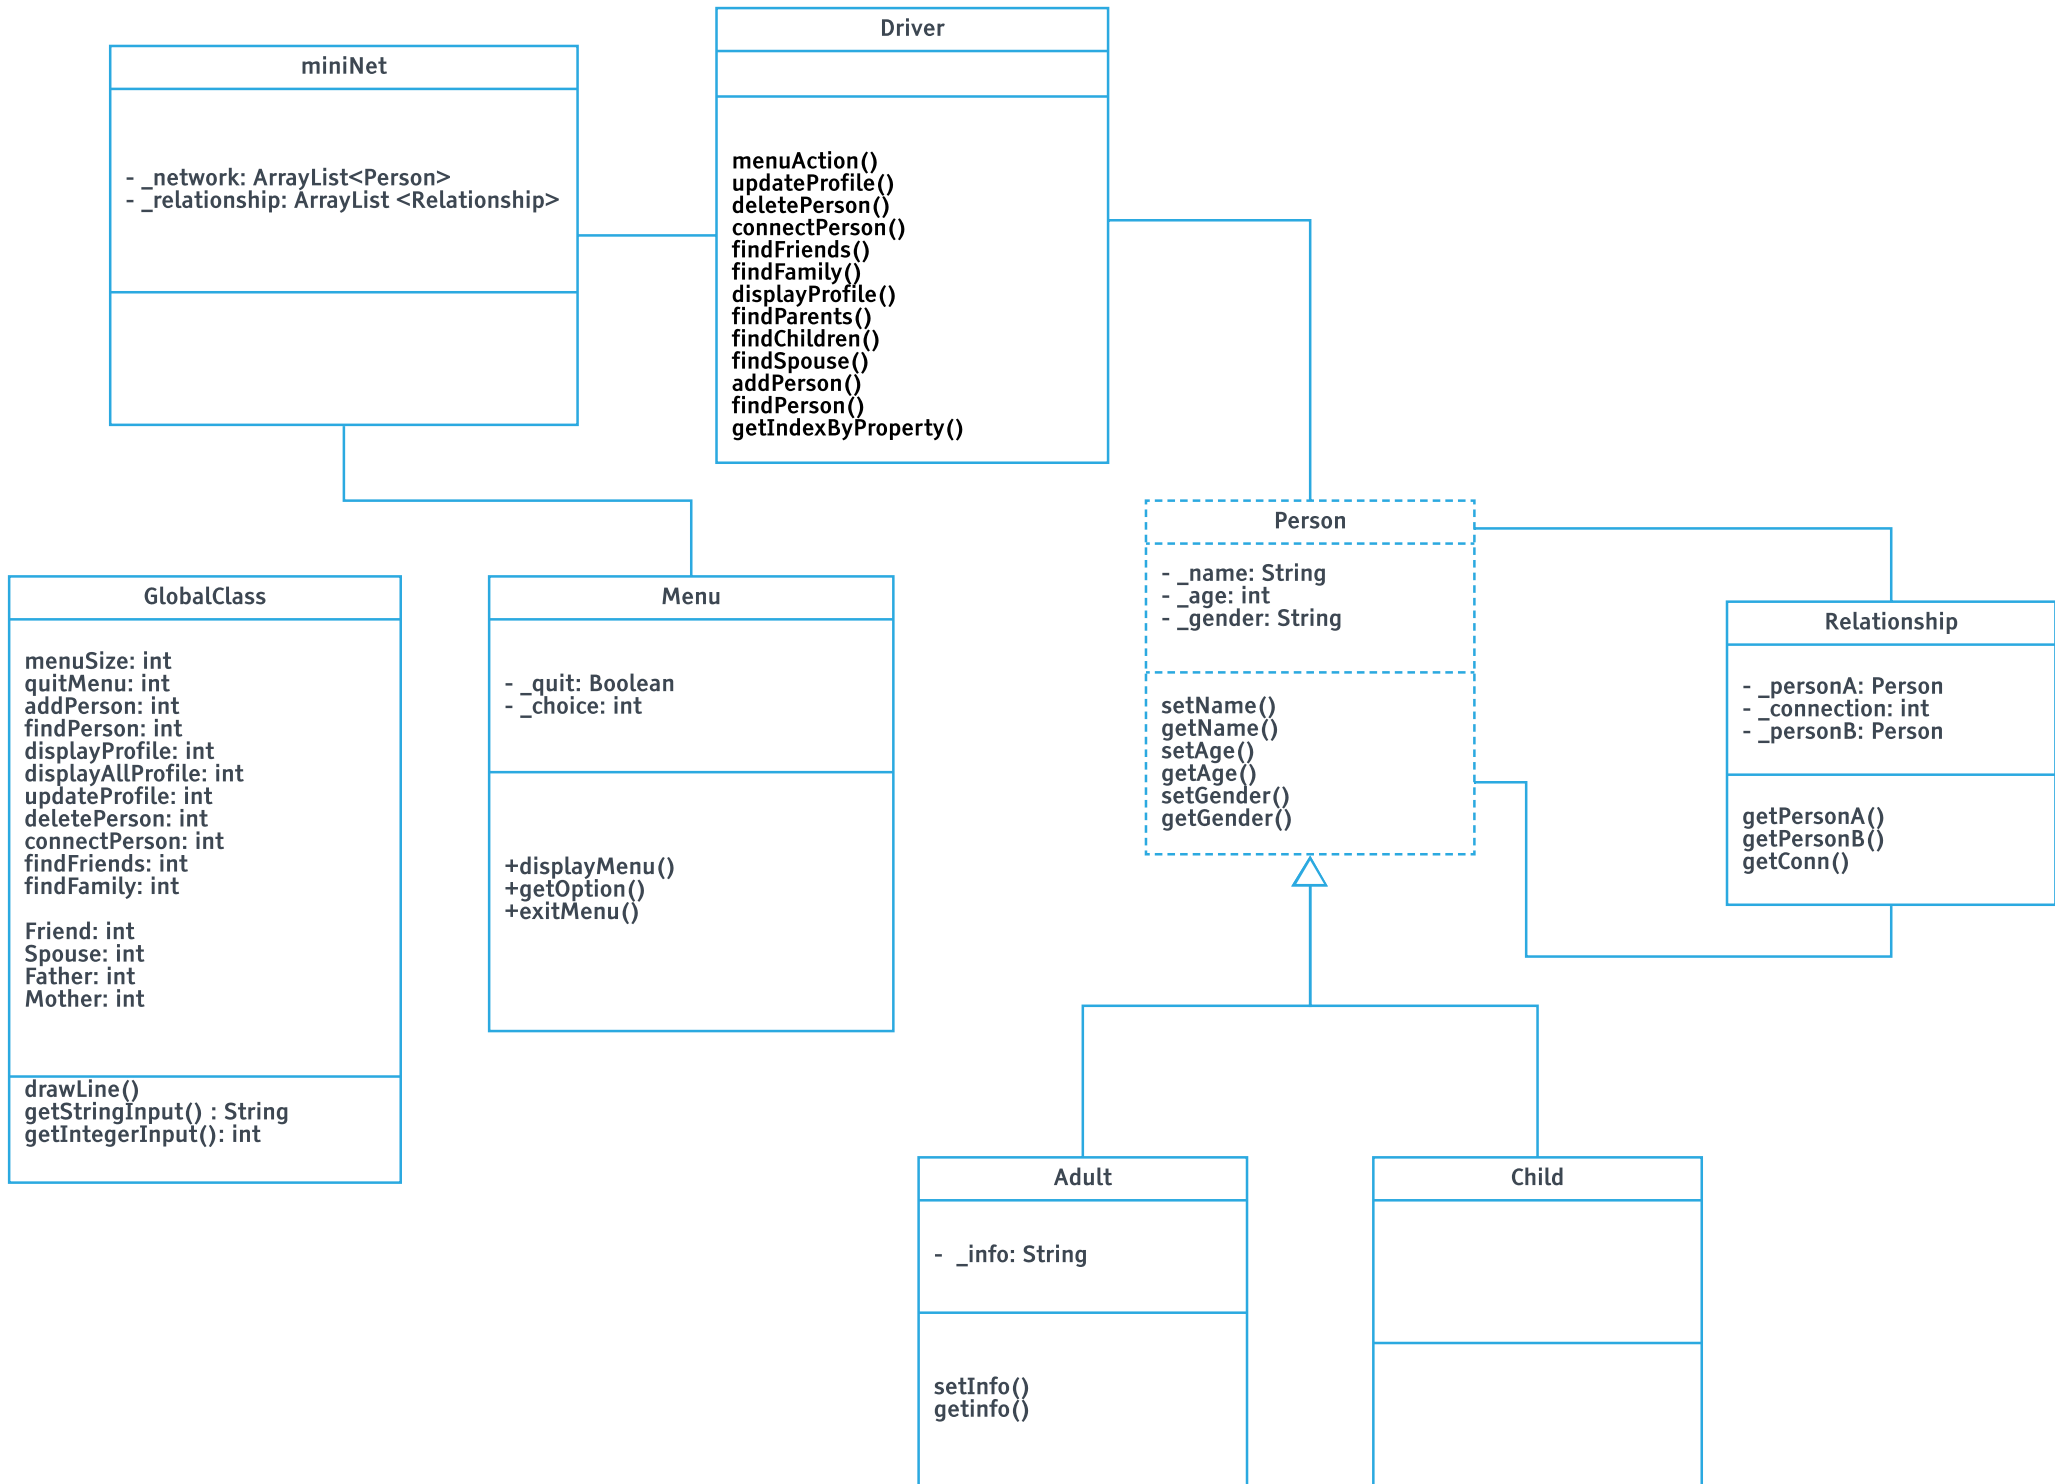 Driver
menuAction()
updateProfile()
deletePerson()
connectPerson()
findFriends()
findFamily()
displayProfile()
findParents()
findChildren()
findSpouse()
addPerson()
findPerson()
getIndexByProperty()
miniNet
- _network: ArrayList<Person>
- _relationship: ArrayList <Relationship>
GlobalClass
menuSize: int
quitMenu: int
addPerson: int
findPerson: int
displayProfile: int
displayAllProfile: int
updateProfile: int
deletePerson: int
connectPerson: int
findFriends: int
findFamily: int
Friend: int
Spouse: int
Father: int
Mother: int
drawLine()
getStringInput() : String
getIntegerInput(): int
Menu
- _quit: Boolean
- _choice: int
+displayMenu()
+getOption()
+exitMenu()
Person
- _name: String
- _age: int
- _gender: String
setName()
getName()
setAge()
getAge()
setGender()
getGender()
Relationship
- _personA: Person
- _connection: int
- _personB: Person
getPersonA()
getPersonB()
getConn()
Adult
- _info: String
setInfo()
getinfo()
Child